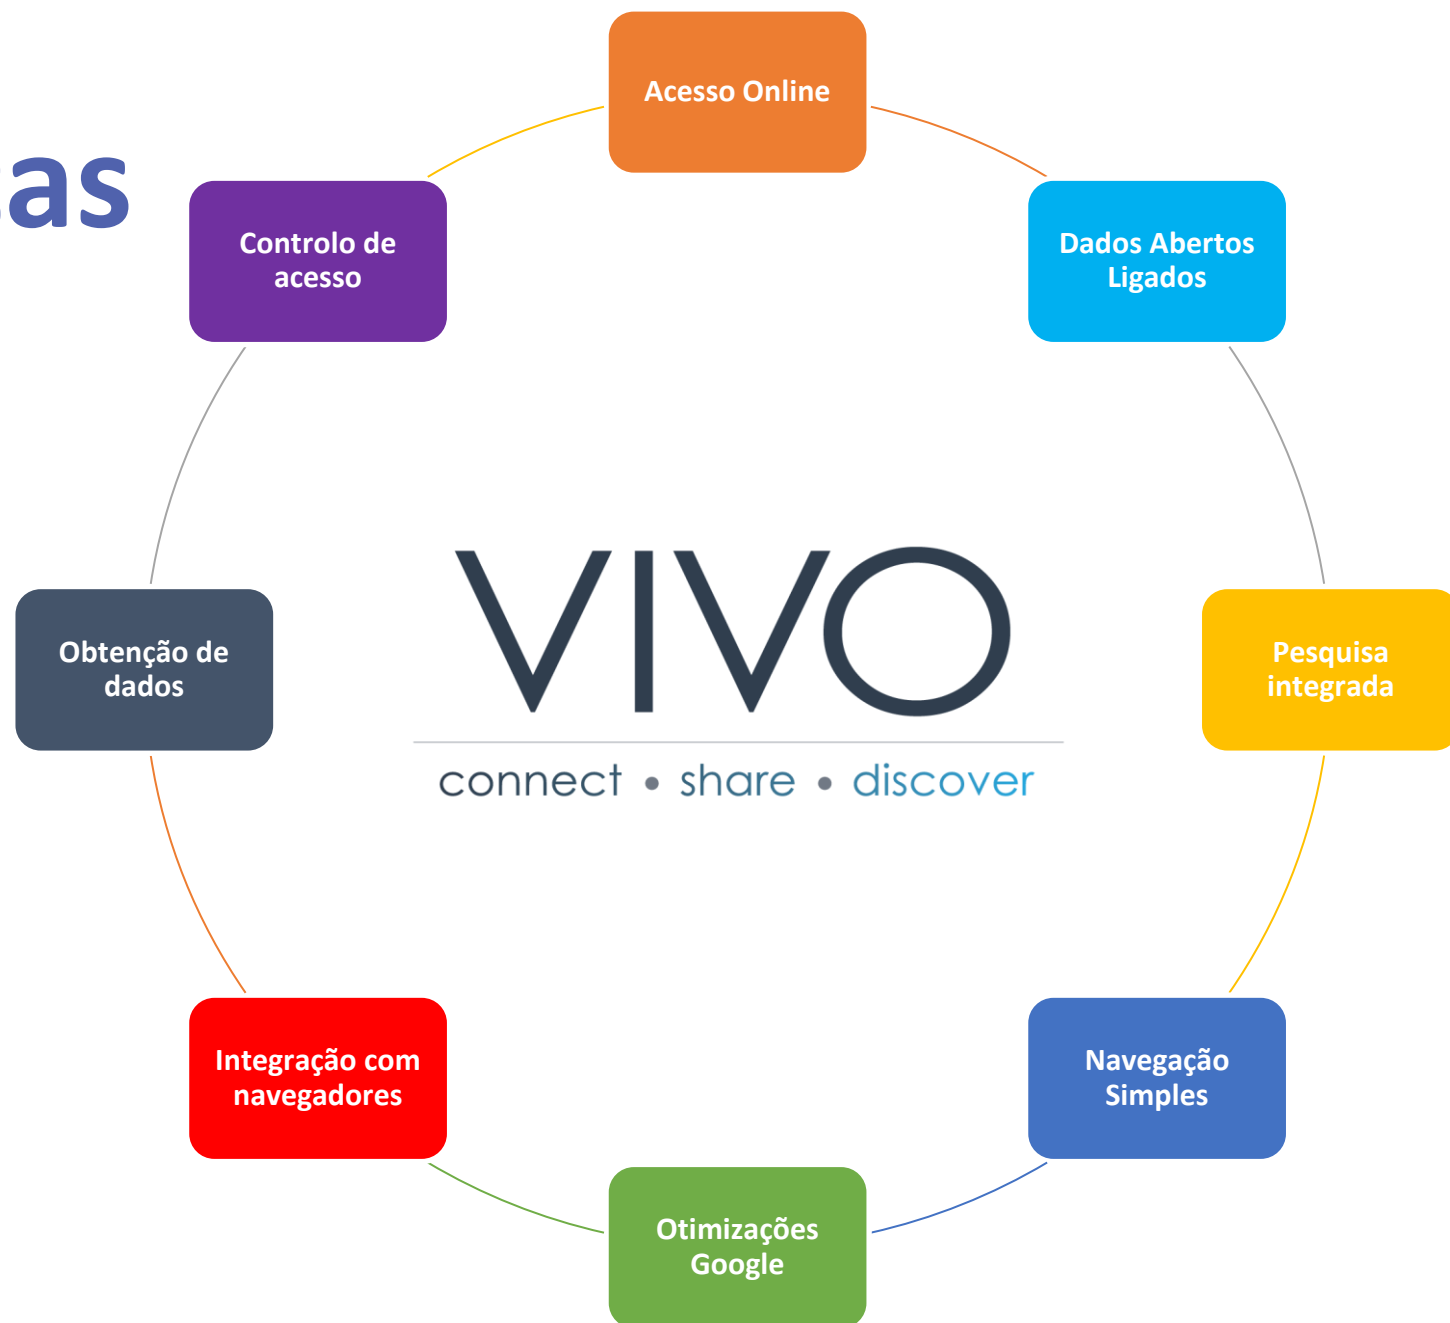 Acesso Online
Dados Abertos
Ligados
Pesquisa
integrada
Navegação
Simples
Otimizações
Google
Integração com
navegadores
Obtenção de
dados
Controlo de
acesso
VIVO
connect • share • discover